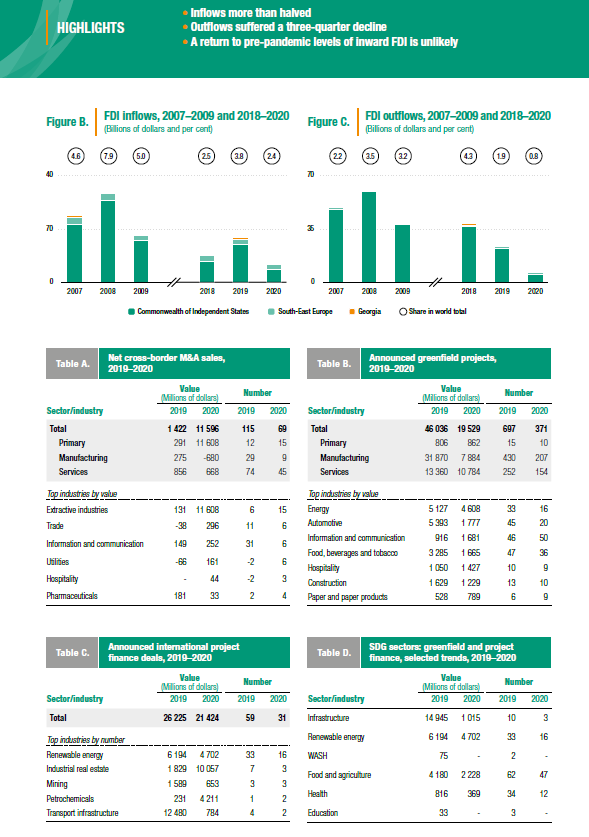 HIGHLIGHTS
• Inflows more than halved
• Outflows suffered a three-quarter decline
• A return to pre-pandemic levels of inward FDI is unlikely
Figure B. FDI inflows, 2007–2009 and 2018–2020
(Billions of dollars and per cent)
4.6 7.9 5.0 2.5 3.8 2.4
40
70
0
2007 2008 2009 2018 2019 2020
Figure C. FDI outflows, 2007–2009 and 2018–2020
(Billions of dollars and per cent)
2.2 3.5 3.2 4.3 1.9 0.8
70
35
0
2007 2008 2009 2018 2019 2020
Commonwealth of Independent States South-East Europe Georgia Share in world total
Table A. Net cross-border M&A sales,
2019–2020
Value
(Millions of dollars) Number
Sector/industry 2019 2020 2019 2020
Total 1 422 11 596 115 69
Primary 291 11 608 12 15
Manufacturing 275 -680 29 9
Services 856 668 74 45
Top industries by value
Extractive industries 131 11 608 6 15
Trade -38 296 11 6
Information and communication 149 252 31 6
Utilities -66 161 -2 6
Hospitality - 44 -2 3
Pharmaceuticals 181 33 2 4
Table B. Announced greenfield projects,
2019–2020
Value
(Millions of dollars) Number
Sector/industry 2019 2020 2019 2020
Total 46 036 19 529 697 371
Primary 806 862 15 10
Manufacturing 31 870 7 884 430 207
Services 13 360 10 784 252 154
Top industries by value
Energy 5 127 4 608 33 16
Automotive 5 393 1 777 45 20
Information and communication 916 1 681 46 50
Food, beverages and tobacco 3 285 1 665 47 36
Hospitality 1 050 1 427 10 9
Construction 1 629 1 229 13 10
Paper and paper products 528 789 6 9
Table C. Announced international project
finance deals, 2019–2020
Value
(Millions of dollars) Number
Sector/industry 2019 2020 2019 2020
Total 26 225 21 424 59 31
Top industries by number
Renewable energy 6 194 4 702 33 16
Industrial real estate 1 829 10 057 7 3
Mining 1 589 653 3 3
Petrochemicals 231 4 211 1 2
Transport infrastructure 12 480 784 4 2
Table D. SDG sectors: greenfield and project
finance, selected trends, 2019–2020
Value
(Millions of dollars) Number
Sector/industry 2019 2020 2019 2020
Infrastructure 14 945 1 015 10 3
Renewable energy 6 194 4 702 33 16
WASH 75 - 2 -
Food and agriculture 4 180 2 228 62 47
Health 816 369 34 12
Education 33 - 3 -